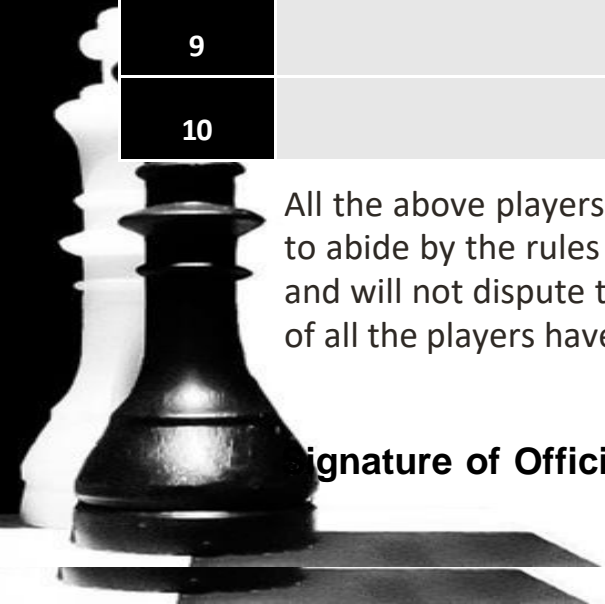 9
10
All the above players
to abide by the rules
and will not dispute t
of all the players have
ignature of Offici